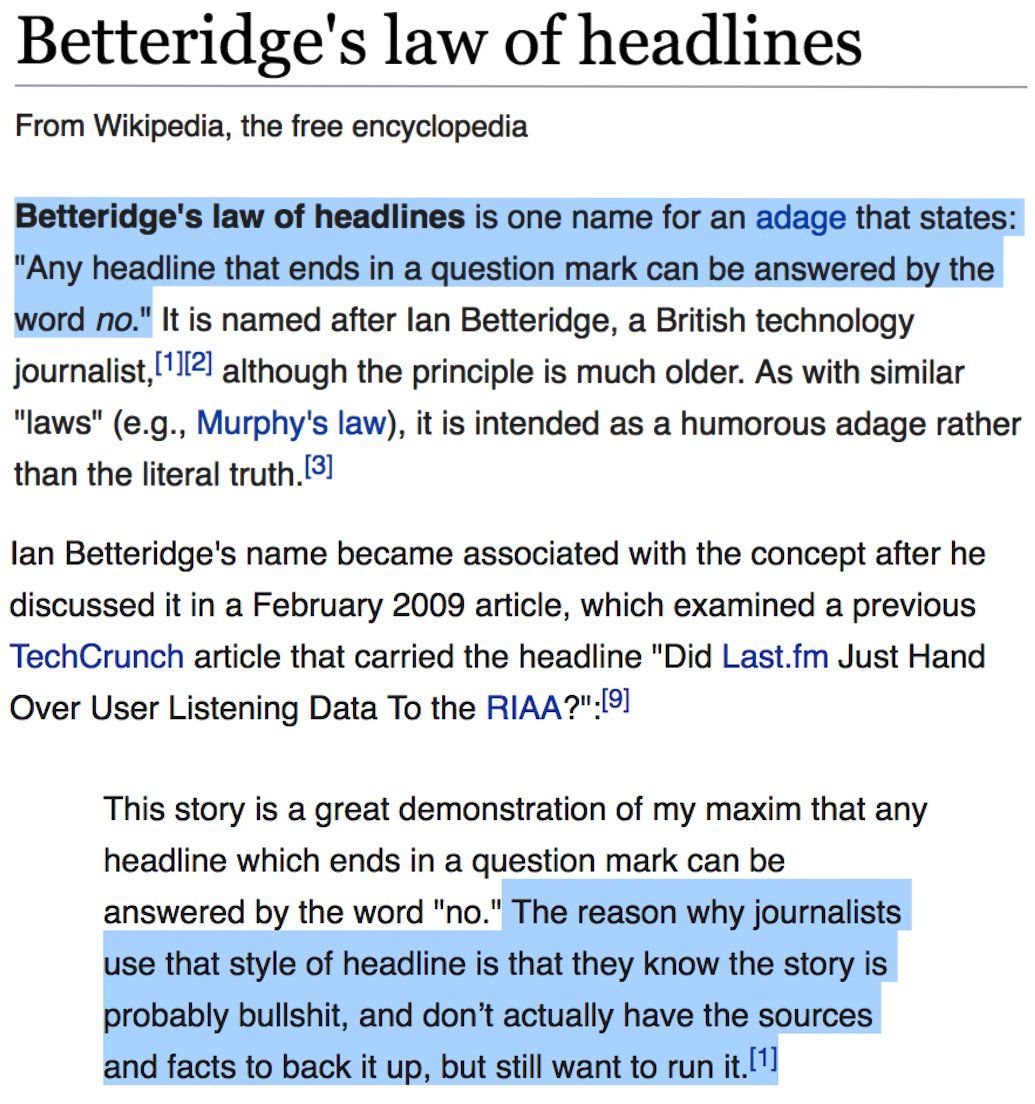 Betteridge's law of headlines
From Wikipedia, the free encyclopedia
Betteridge's law of headlines is one name for an adage that states:
"Any headline that ends in a question mark can be answered by the
word no." It is named after Ian Betteridge, a British technology
journalist,[1][2] although the principle is much older. As with similar
"laws" (e.g., Murphy's law), it is intended as a humorous adage rather
than the literal truth.[3]
Ian Betteridge's name became associated with the concept after he
discussed it in a February 2009 article, which examined a previous
TechCrunch article that carried the headline "Did Last.fm Just Hand
Over User Listening Data To the RIAA?":[9]
This story is a great demonstration of my maxim that any
headline which ends in a question mark can be
answered by the word "no." The reason why journalists
use that style of headline is that they know the story is
probably bullshit, and don’t actually have the sources
and facts to back it up, but still want to run it.[1]